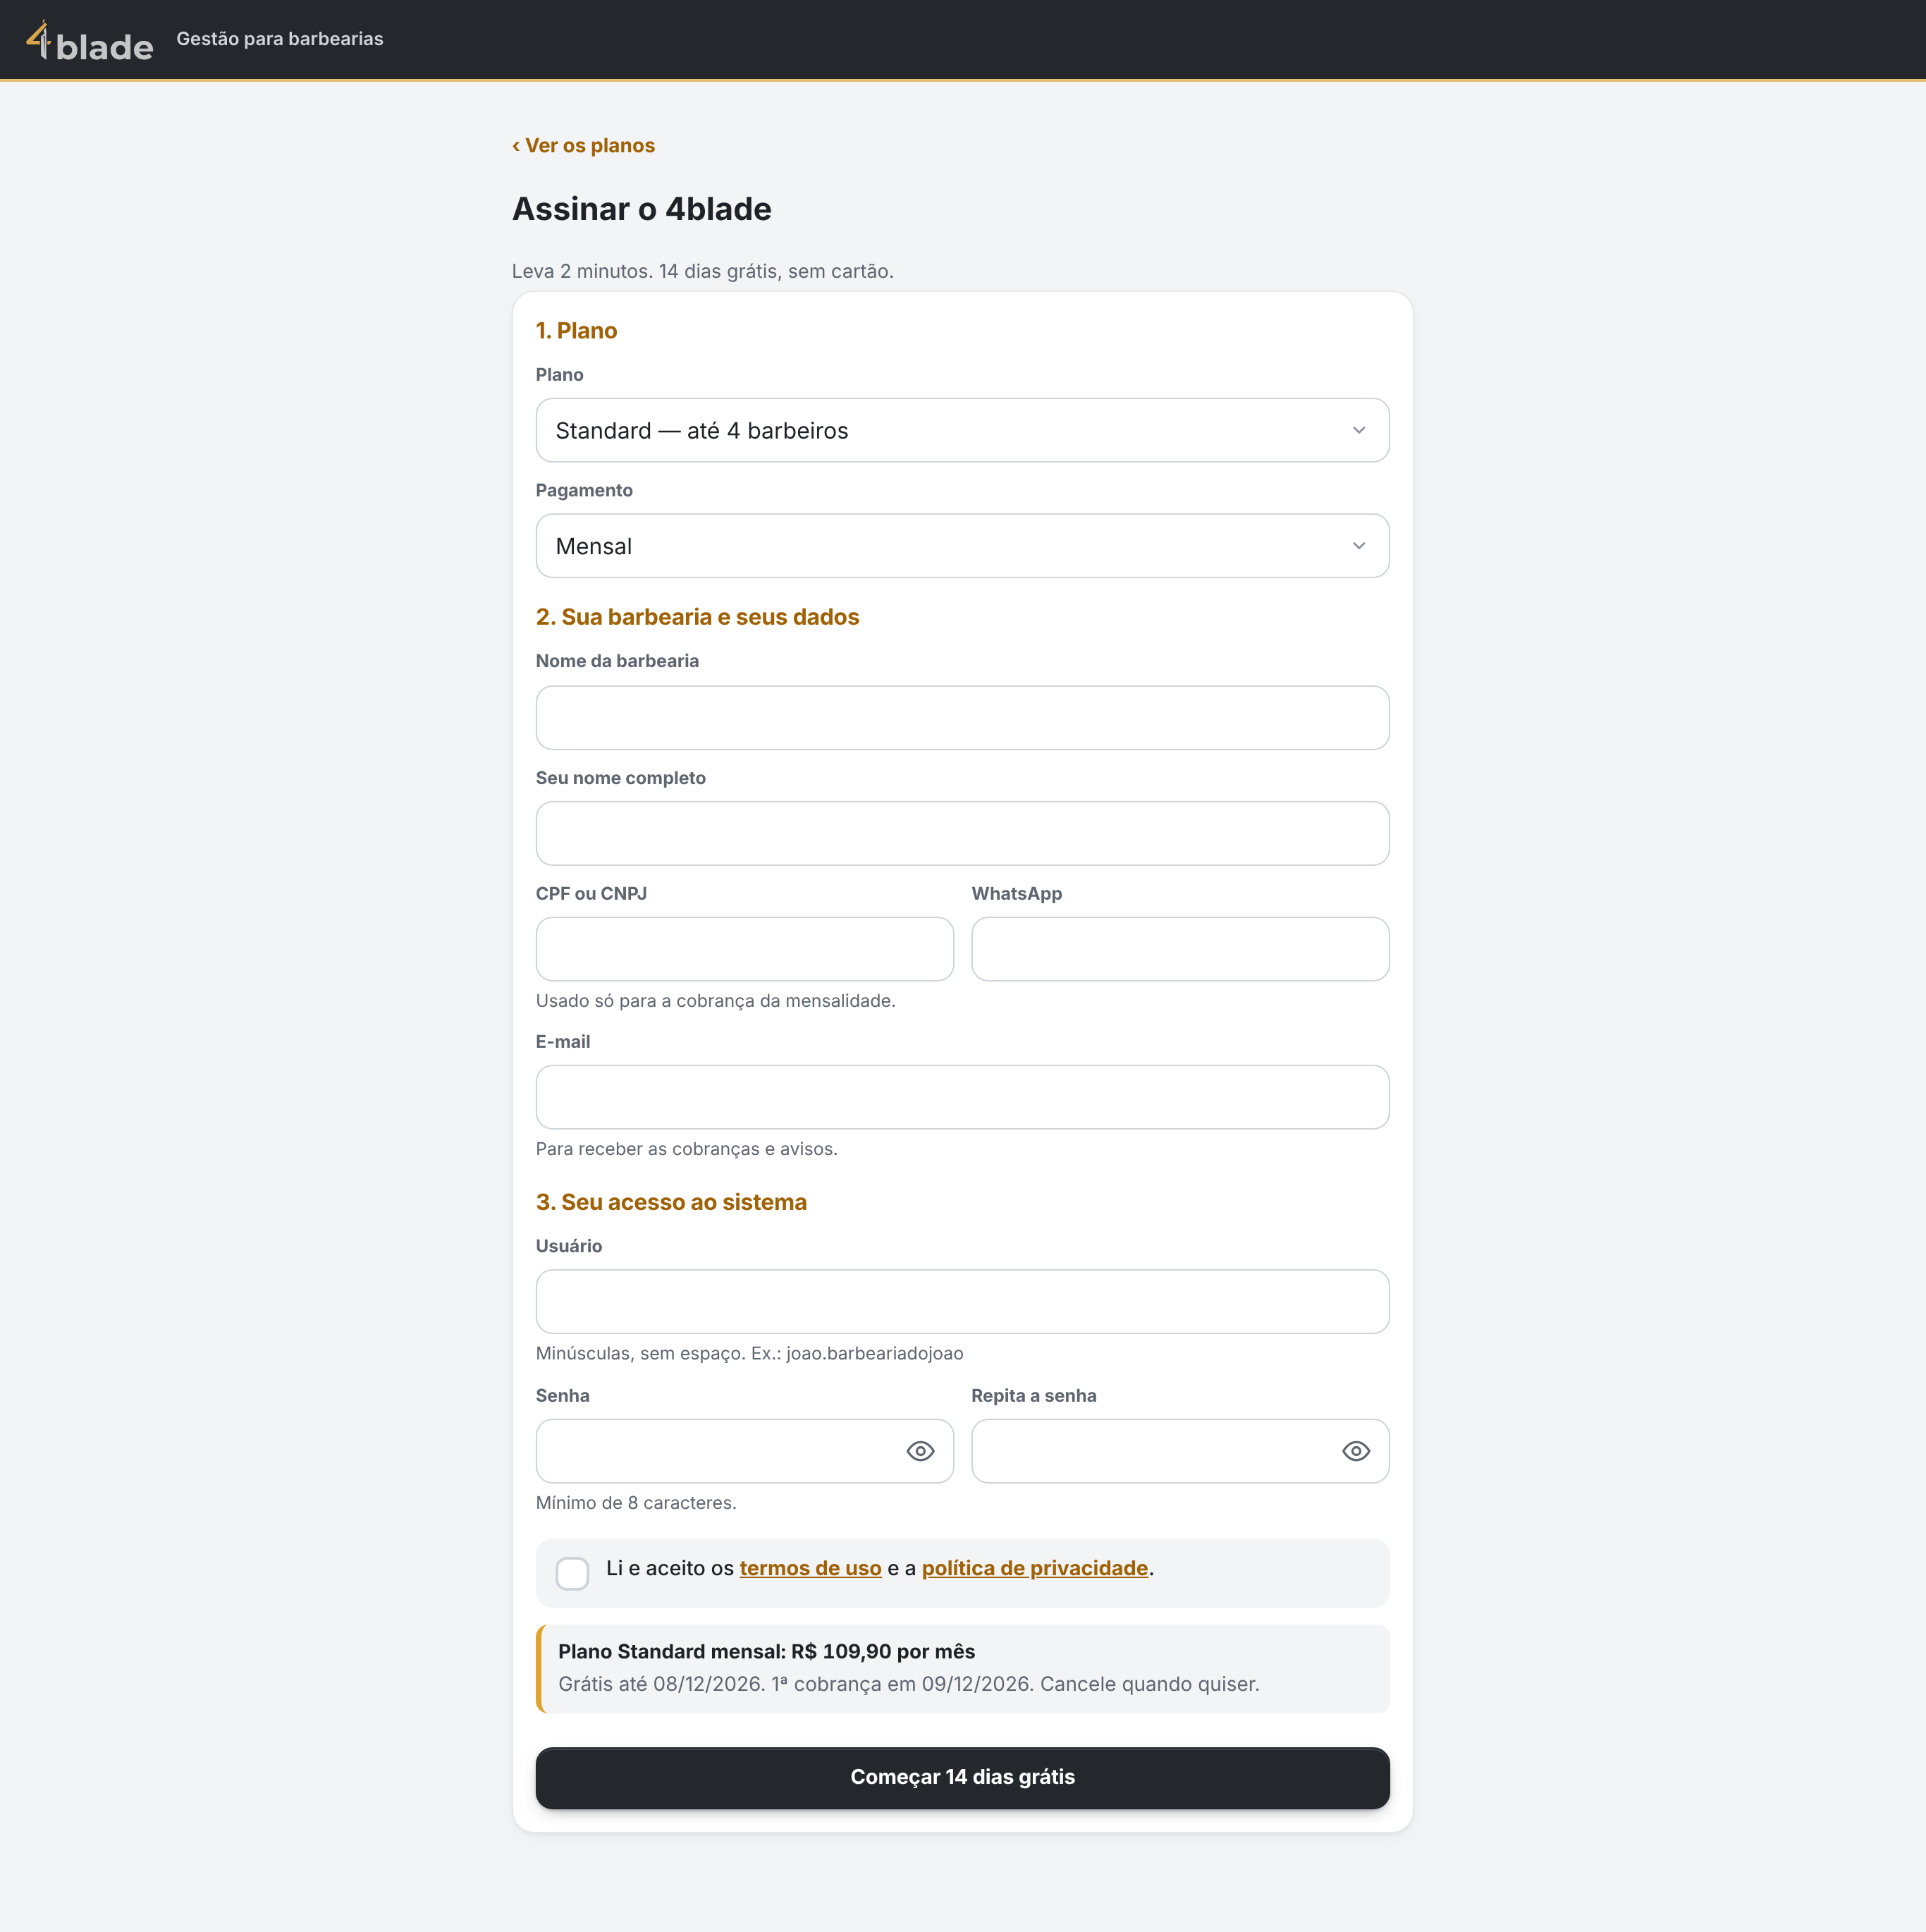 4blade Gestão para barbearias
‹ Ver os planos
Assinar o 4blade
Leva 2 minutos. 14 dias grátis, sem cartão.
1. Plano
Plano
Standard — até 4 barbeiros
Pagamento
Mensal
2. Sua barbearia e seus dados
Nome da barbearia
Seu nome completo
CPF ou CNPJ WhatsApp
Usado só para a cobrança da mensalidade.
E-mail
Para receber as cobranças e avisos.
3. Seu acesso ao sistema
Usuário
Minúsculas, sem espaço. Ex.: joao.barbeariadojoao
Senha Repita a senha
Mínimo de 8 caracteres.
Li e aceito os termos de uso e a política de privacidade.
Plano Standard mensal: R$ 109,90 por mês
Grátis até 08/12/2026. 1ª cobrança em 09/12/2026. Cancele quando quiser.
Começar 14 dias grátis